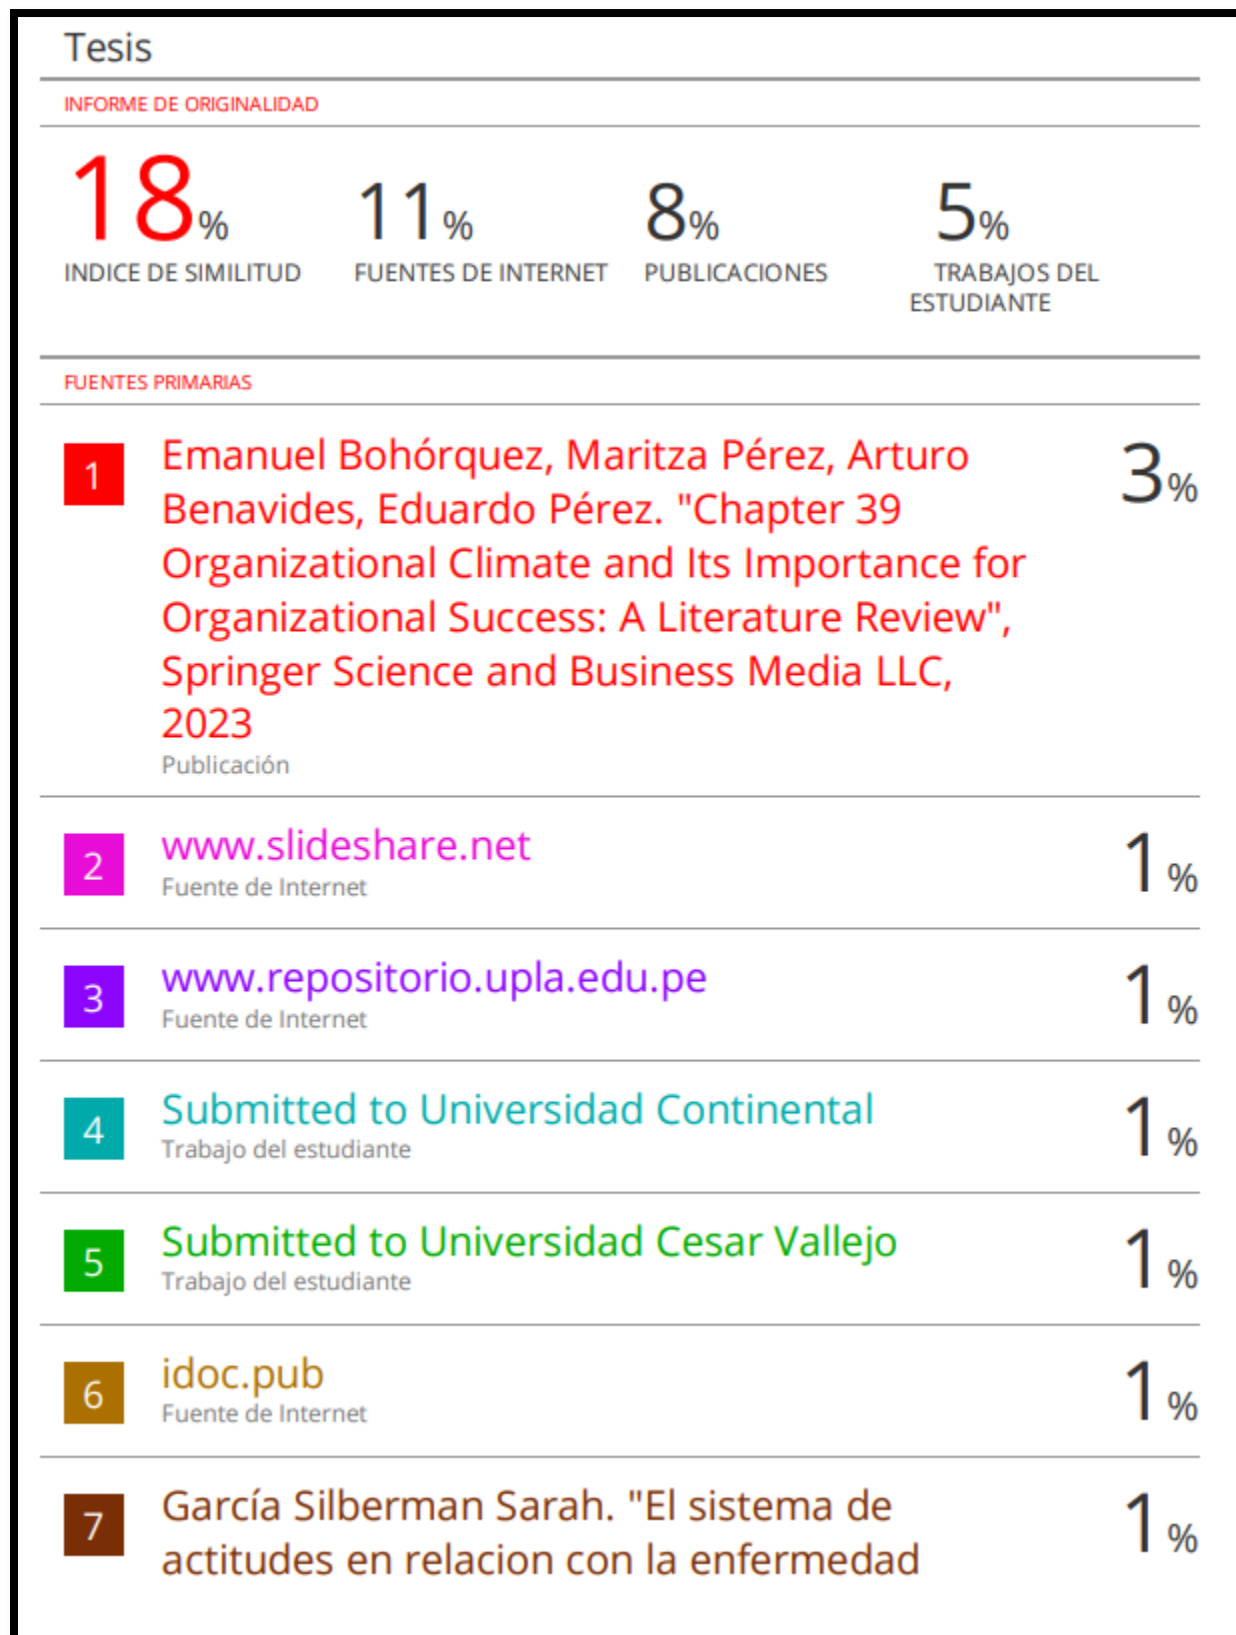 Tesis
INFORME DE ORIGINALIDAD
18%
INDICE DE SIMILITUD
11%
FUENTES DE INTERNET
8%
PUBLICACIONES
5%
TRABAJOS DEL
ESTUDIANTE
FUENTES PRIMARIAS
1
Emanuel Bohórquez, Maritza Pérez, Arturo
Benavides, Eduardo Pérez. "Chapter 39
Organizational Climate and Its Importance for
Organizational Success: A Literature Review",
Springer Science and Business Media LLC,
2023
Publicación
3%
2
www.slideshare.net
Fuente de Internet
1%
3
www.repositorio.upla.edu.pe
Fuente de Internet
1%
4
Submitted to Universidad Continental
Trabajo del estudiante
1%
5
Submitted to Universidad Cesar Vallejo
Trabajo del estudiante
1%
6
idoc.pub
Fuente de Internet
1%
7
García Silberman Sarah. "El sistema de
actitudes en relacion con la enfermedad
1%